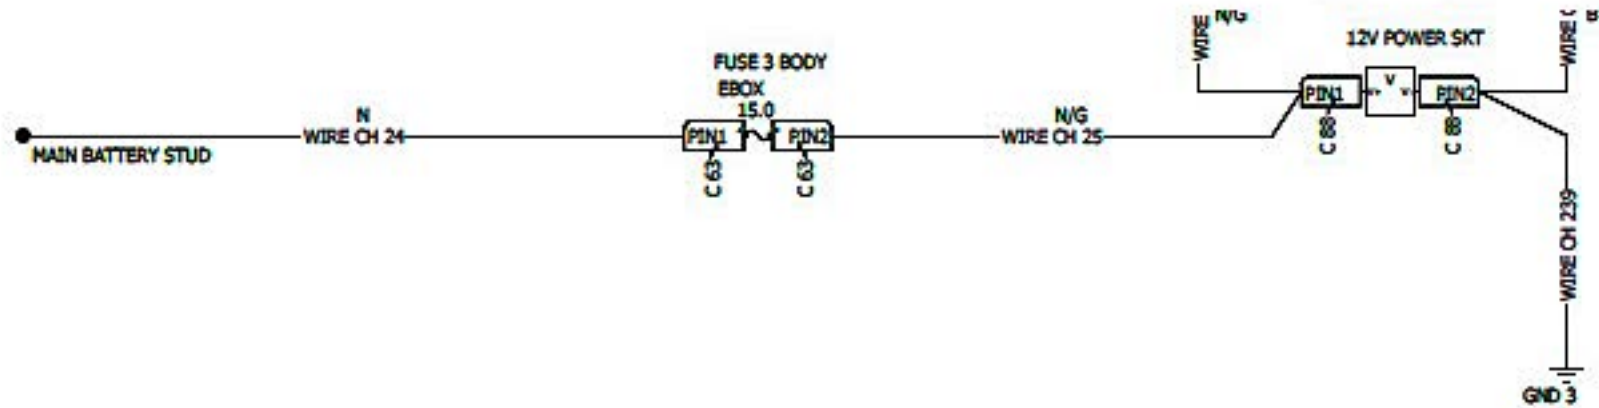 N/G
WIRE
12V POWER SKT
WIRE
FUSE 3 BODY
EBOX
15.0
N
WIRE CH 24
PIN1
PIN2
N/G
WIRE CH 25
PIN1
V
V+
V-
PIN2
MAIN BATTERY STUD
C 63
C 63
C 88
C 88
WIRE CH 239
GND 3